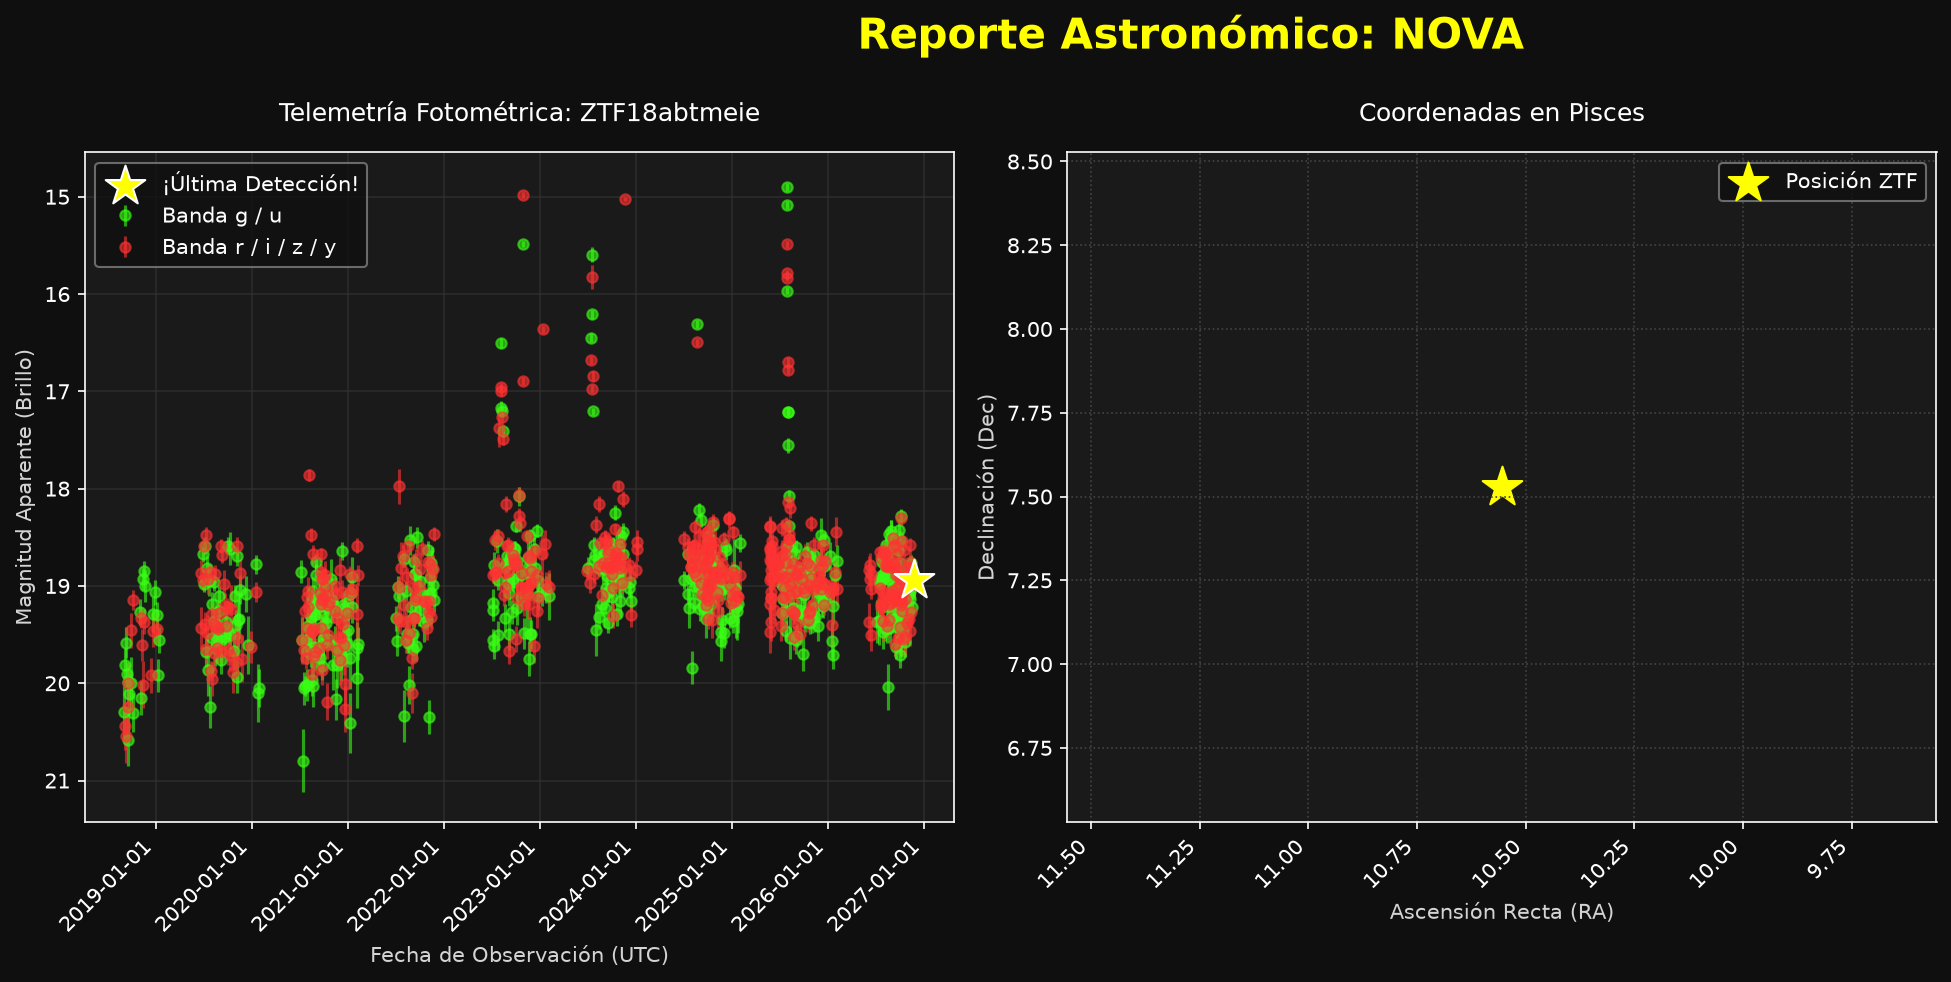 Reporte Astronómico: NOVA
Telemetría Fotométrica: ZTF18abtmeie
¡Última Detección!
Banda g / u
Banda r / i / z / y
Magnitud Aparente (Brillo)
15
16
17
18
19
20
21
2019-01-01
2020-01-01
2021-01-01
2022-01-01
2023-01-01
2024-01-01
2025-01-01
2026-01-01
2027-01-01
Fecha de Observación (UTC)
Coordenadas en Pisces
Posición ZTF
Declinación (Dec)
8.50
8.25
8.00
7.75
7.50
7.25
7.00
6.75
11.50
11.25
11.00
10.75
10.50
10.25
10.00
9.75
Ascensión Recta (RA)